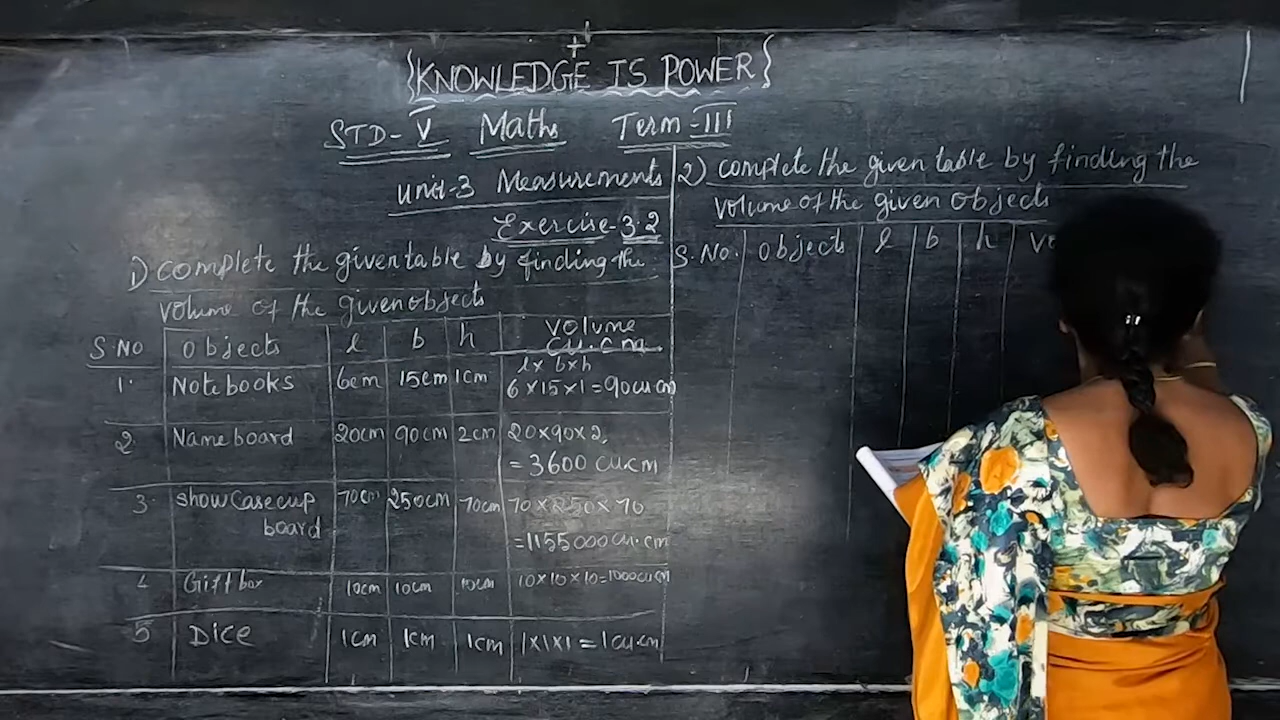 {KNOWLEDGE IS POWER}
STD-V Maths Term-III
unit-3 Measurements
Exercise-3.2
1) complete the given table by finding the
volume of the given objects
S.NO objects l b h volume cu.cm
l×b×h
1. Notebooks 6cm 15cm 1cm 6×15×1=90cu cm
2. Name board 20cm 90cm 2cm 20×90×2
= 3600 cu.cm
3. showcase cup board 70cm 250cm 70cm 70×250×70
=1155000cu.cm
4 Gift box 10cm 10cm 10cm 10×10×10=1000cu cm
5 Dice 1cm 1cm 1cm 1×1×1=1cu.cm
2) complete the given table by finding the
volume of the given objects
S.NO. objects l b h